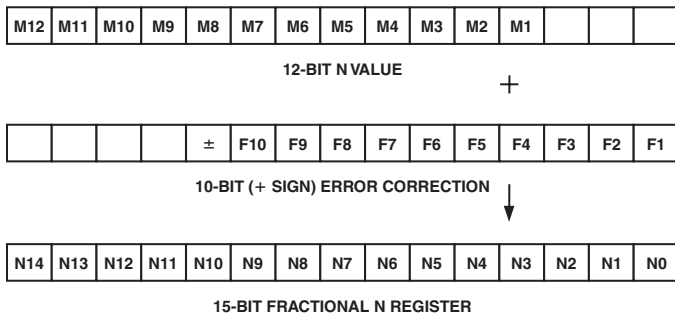 M12 M11 M10 M9 M8 M7 M6 M5 M4 M3 M2 M1
12-BIT N VALUE
+
± F10 F9 F8 F7 F6 F5 F4 F3 F2 F1
10-BIT (+ SIGN) ERROR CORRECTION
N14 N13 N12 N11 N10 N9 N8 N7 N6 N5 N4 N3 N2 N1 N0
15-BIT FRACTIONAL N REGISTER